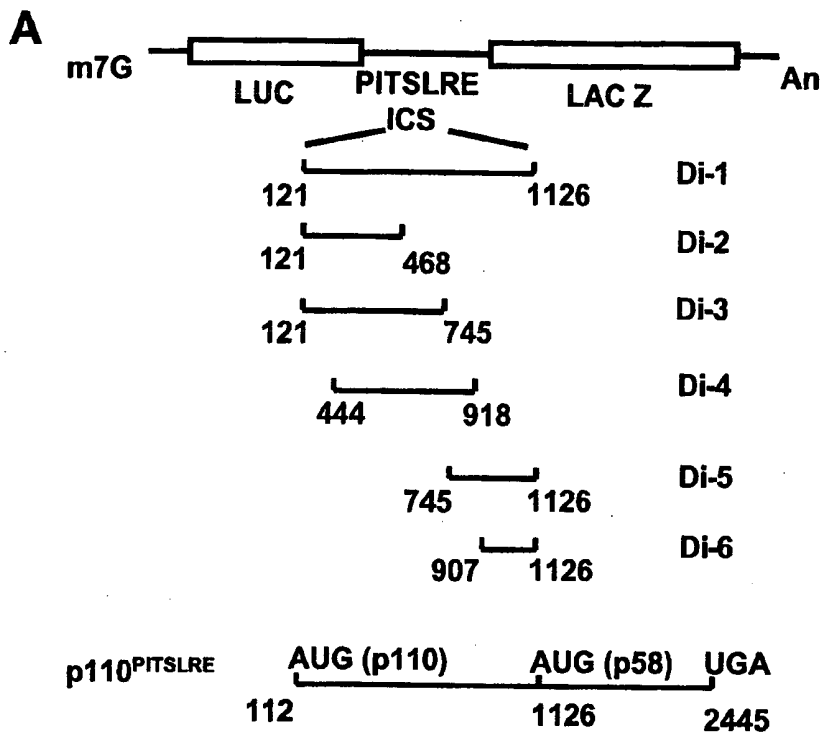 A
m7G LUC PITSLRE LAC Z An
ICS
121 1126 Di-1
121 468 Di-2
121 745 Di-3
444 918 Di-4
745 1126 Di-5
907 1126 Di-6
p110PITSLRE AUG (p110) AUG (p58) UGA
112 1126 2445